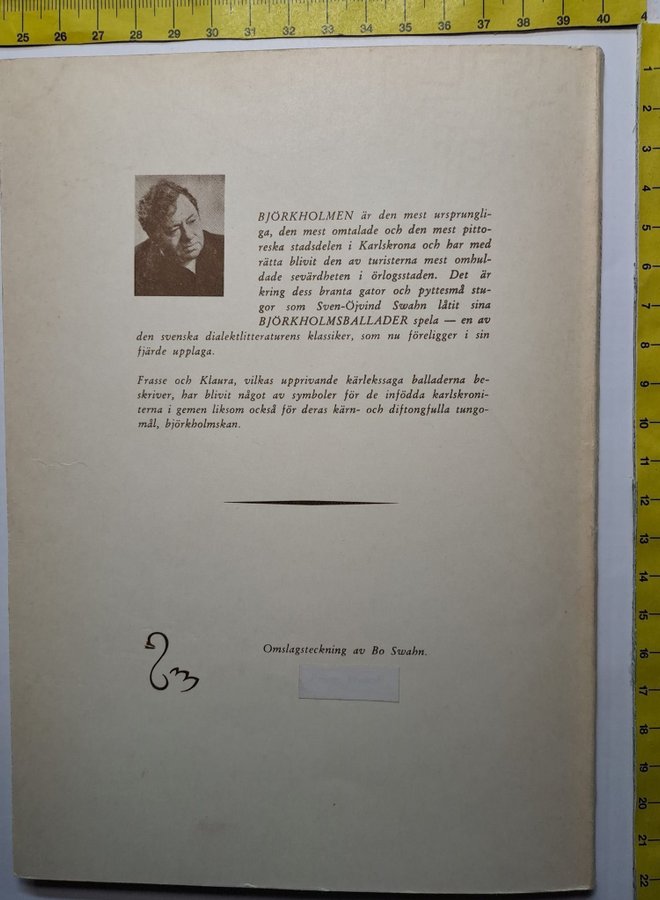 25 26 27 28 29 30 31 32 33 34 35 36 37 38 39 40
BJÖRKHOLMEN är den mest ursprungli-
ga, den mest omtalade och den mest pitto-
reska stadsdelen i Karlskrona och har med
rätta blivit den av turisterna mest omhul-
dade sevärdheten i örlogsstaden. Det är
kring dess branta gator och pyttesmå stu-
gor som Sven-Öjvind Swahn låtit sina
BJÖRKHOLMSBALLADER spela — en av
den svenska dialektlitteraturens klassiker, som nu föreligger i sin
fjärde upplaga.
Frasse och Klaura, vilkas upprivande kärlekssaga balladerna be-
skriver, har blivit något av symboler för de infödda karlskroni-
terna i gemen liksom också för deras kärn- och diftongfulla tungo-
mål, björkholmskan.
Omslagsteckning av Bo Swahn.
1
2
3
4
5
6
7
8
9
10
11
12
13
14
15
16
17
18
19
20
21
22